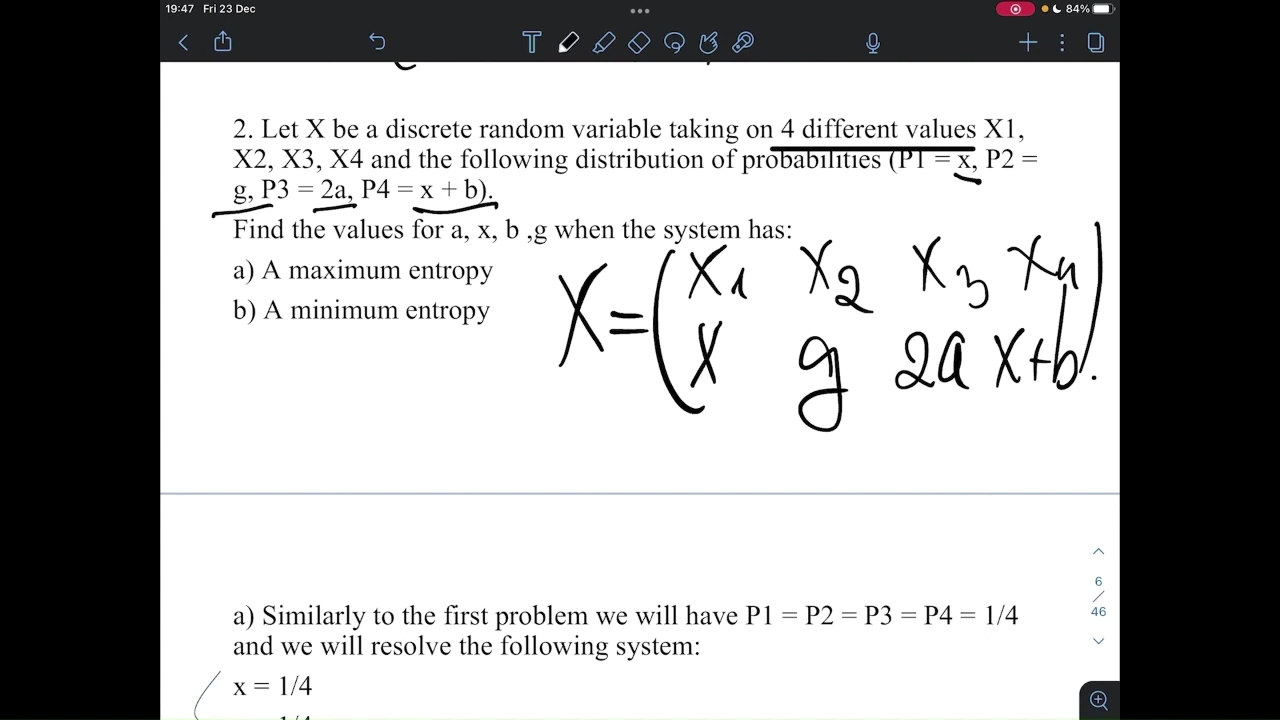 19:47 Fri 23 Dec
84%
2. Let X be a discrete random variable taking on 4 different values X1,
X2, X3, X4 and the following distribution of probabilities (P1 = x, P2 =
g, P3 = 2a, P4 = x + b).
Find the values for a, x, b ,g when the system has:
a) A maximum entropy
b) A minimum entropy
X = ( X1 X2 X3 X4 )
X g 2a X+b.
6
/
46
a) Similarly to the first problem we will have P1 = P2 = P3 = P4 = 1/4
and we will resolve the following system:
x = 1/4